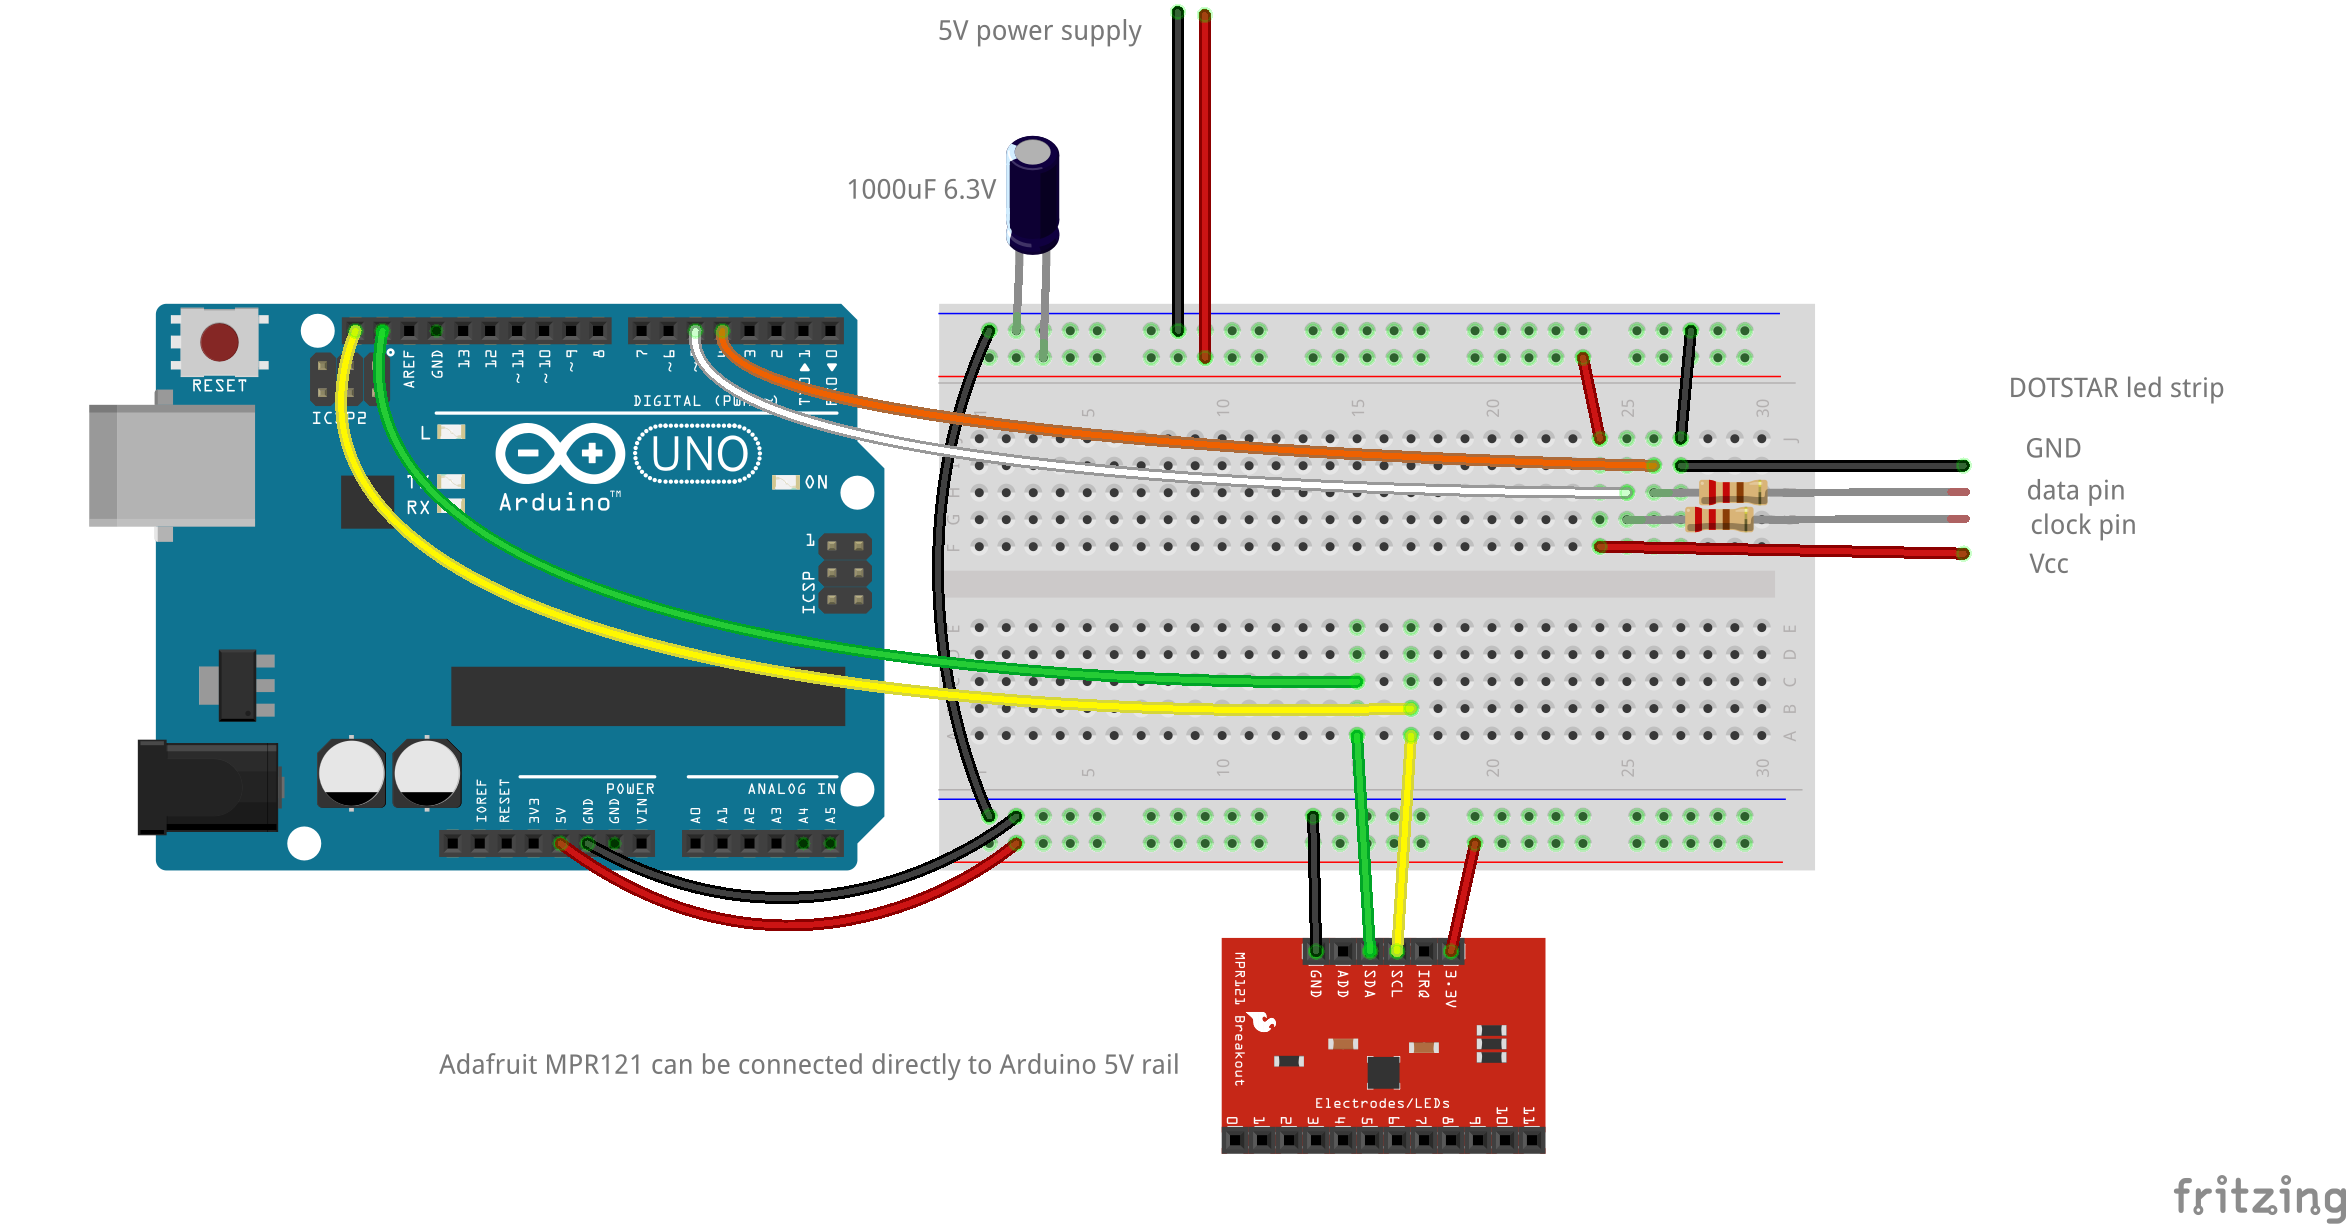 5V power supply
1000uF 6.3V
RESET
ICSP2
AREF
GND
13
12
~11
~10
~9
8
7
~6
3
2
1
0
DIGITAL
L
RX
ON
UNO
Arduino™
1
ICSP
IOREF
RESET
3V3
5V
GND
GND
VIN
POWER
A0
A1
A2
A3
A4
A5
ANALOG IN
5
10
15
20
25
30
J
G
F
E
D
C
B
A
5
10
20
25
30
DOTSTAR led strip
GND
data pin
clock pin
Vcc
MPR121 Breakout
GND
ADD
SDA
SCL
IRQ
3.3V
Electrodes/LEDs
0
1
2
3
4
5
6
7
8
9
10
11
Adafruit MPR121 can be connected directly to Arduino 5V rail
fritzing